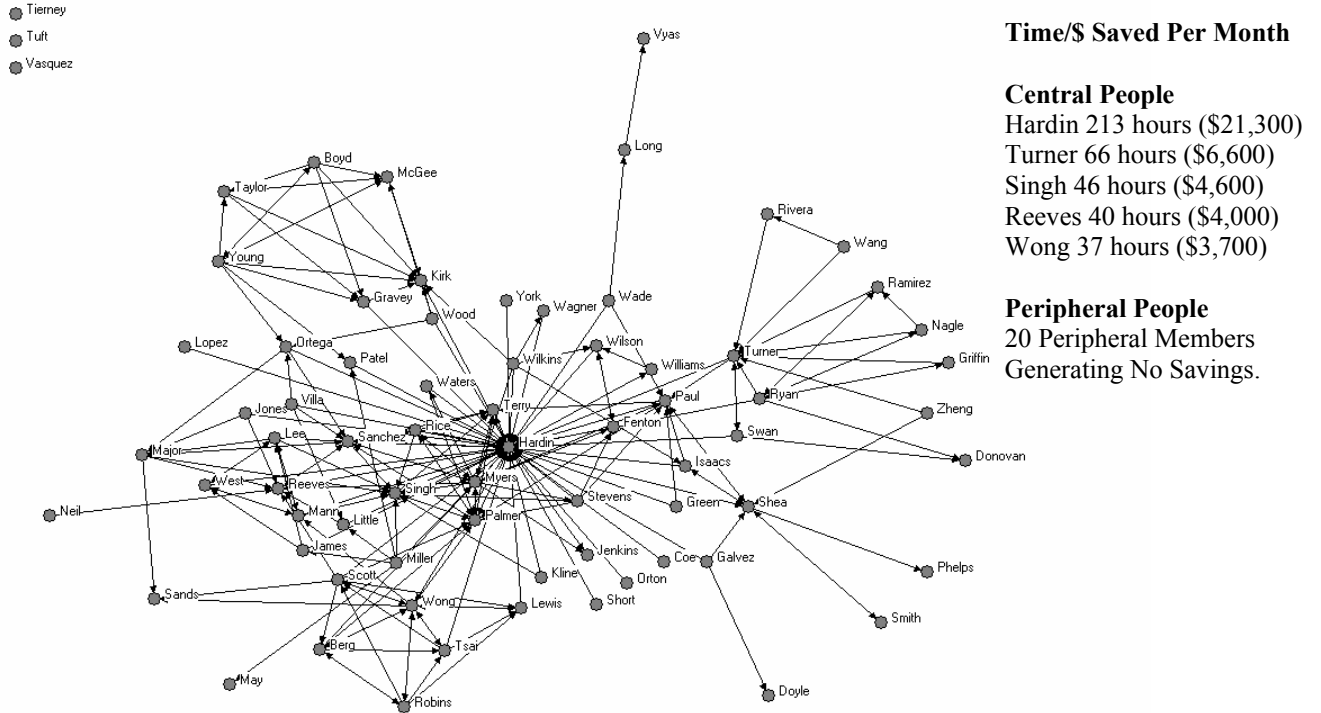 Tierney
Tuft
Vasquez
Vyas
Long
Boyd
McGee
Taylor
Young
Kirk
Gravey
Wood
York
Wagner
Wade
Rivera
Wang
Ramirez
Nagle
Turner
Griffin
Lopez
Ortega
Patel
Wilkins
Wilson
Williams
Waters
Paul
Ryan
Zheng
Jones
Villa
Terry
Rice
Fenton
Swan
Lee
Sanchez
Hardin
Major
Isaacs
Donovan
West
Reeves
Singh
Myers
Stevens
Green
Shea
Neil
Mann
Little
Palmer
James
Miller
Jenkins
Coe
Galvez
Scott
Kline
Orton
Phelps
Sands
Wong
Lewis
Short
Smith
Berg
Tsai
May
Robins
Doyle
Time/$ Saved Per Month
Central People
Hardin 213 hours ($21,300)
Turner 66 hours ($6,600)
Singh 46 hours ($4,600)
Reeves 40 hours ($4,000)
Wong 37 hours ($3,700)
Peripheral People
20 Peripheral Members
Generating No Savings.